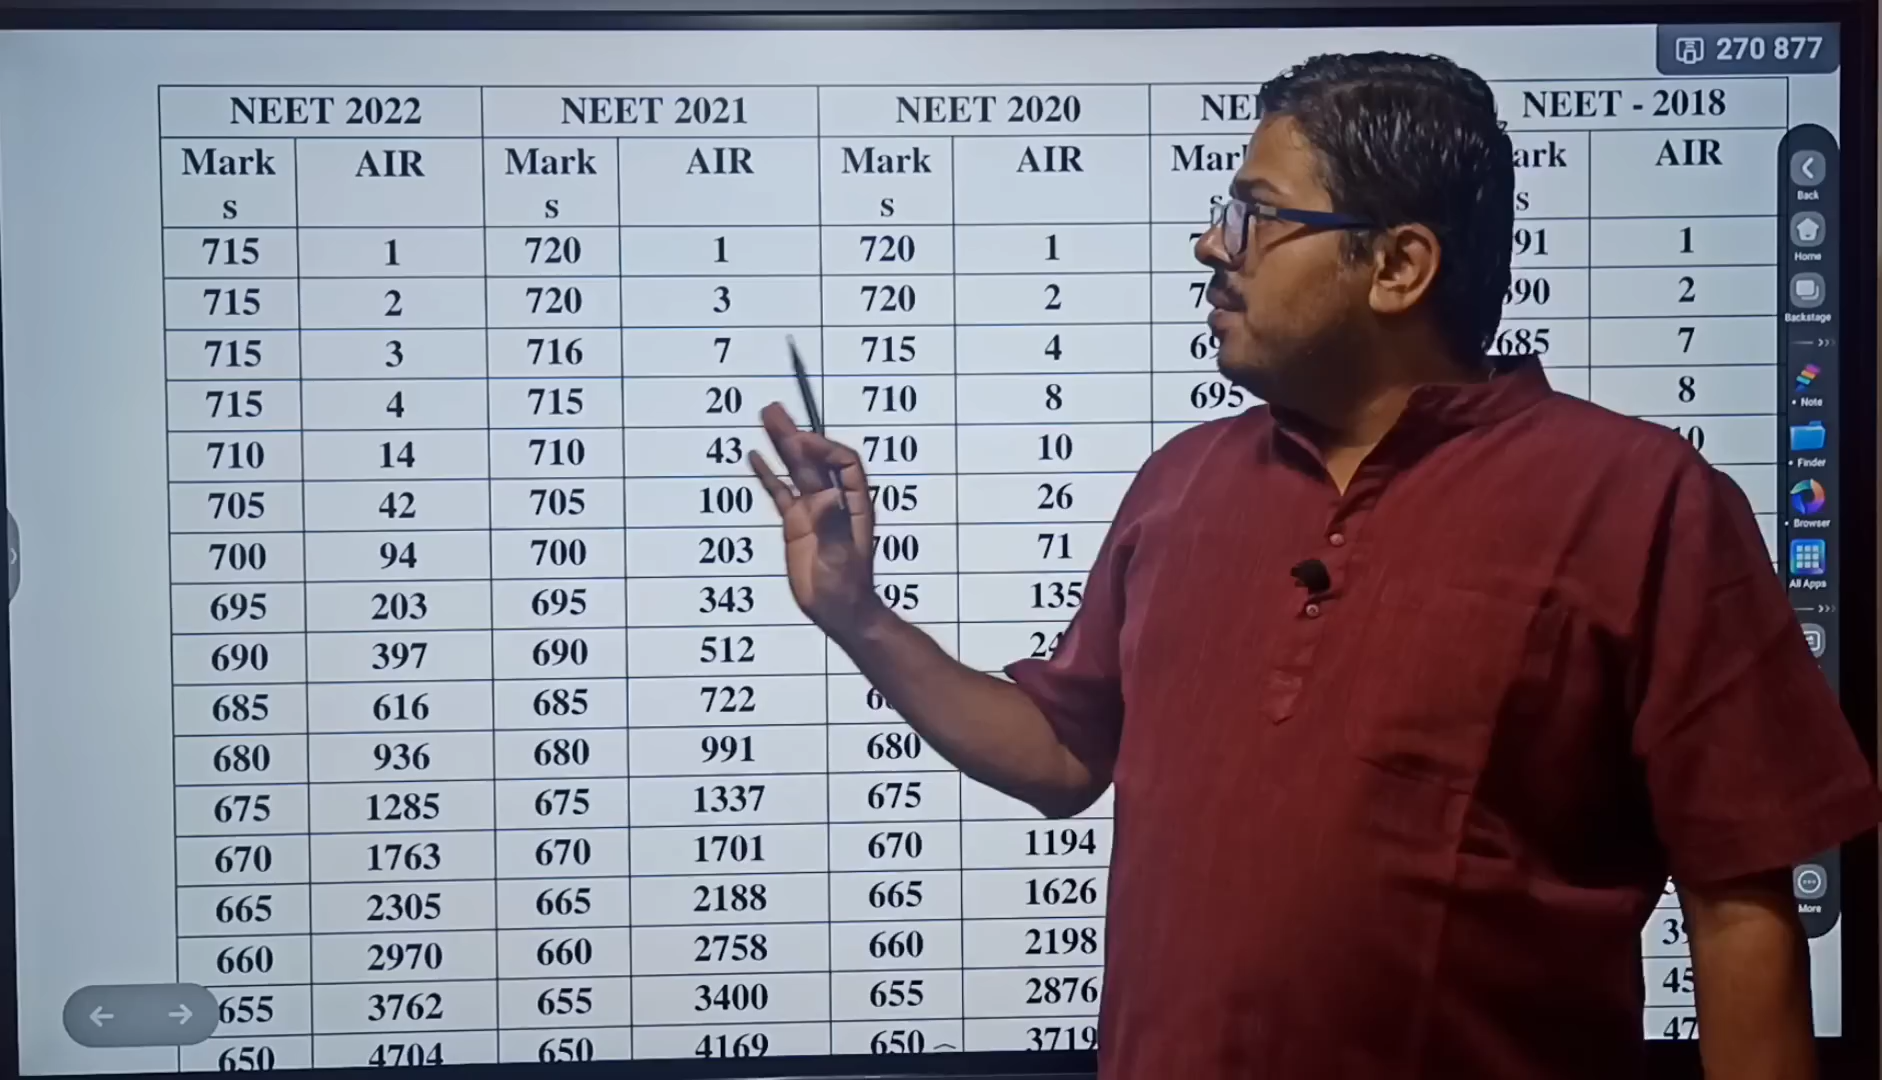 270 877
NEET 2022 NEET 2021 NEET 2020 NEET - 2018
Mark AIR Mark AIR Mark AIR AIR
s s s s
715 1 720 1 720 1 1
715 2 720 3 720 2 2
715 3 716 7 715 4 685 7
715 4 715 20 710 8 695 8
710 14 710 43 710 10
705 42 705 100 705 26
700 94 700 203 700 71
695 203 695 343 135
690 397 690 512
685 616 685 722
680 936 680 991 680
675 1285 675 1337 675
670 1763 670 1701 670 1194
665 2305 665 2188 665 1626
660 2970 660 2758 660 2198
655 3762 655 3400 655 2876
650 4704 650 4169 650 3719
Back
Home
Backstage
Note
Finder
Browser
All Apps
More